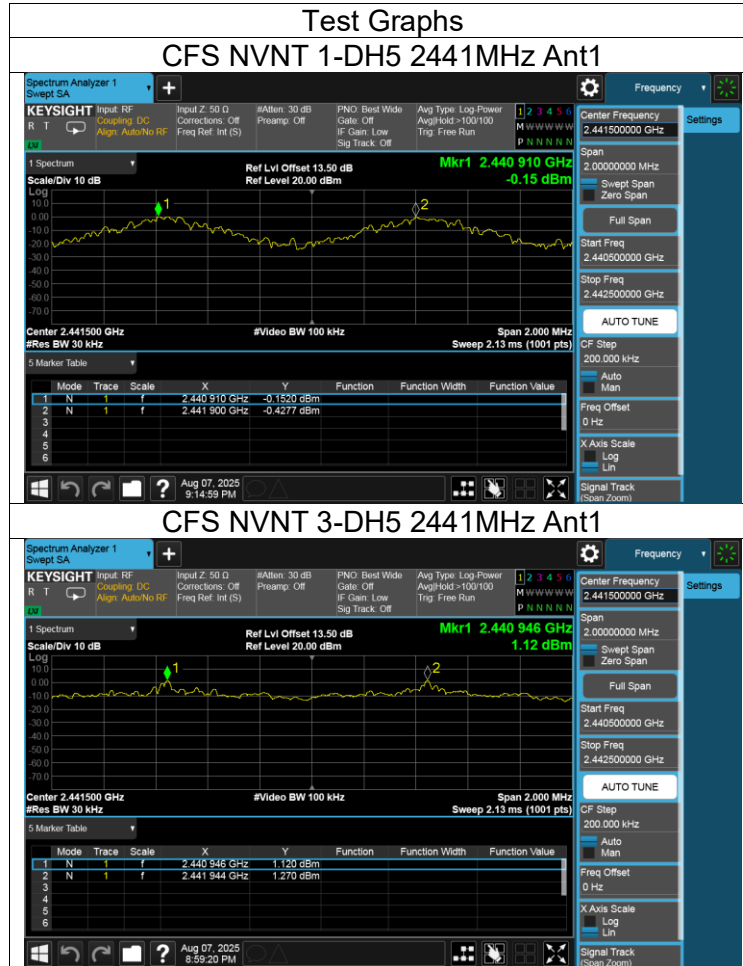 Test Graphs
CFS NVNT 1-DH5 2441MHz Ant1
Spectrum Analyzer 1
Swept SA
+
Frequency
KEYSIGHT
R T
LXI
Input: RF
Coupling: DC
Align: Auto/No RF
Input Z: 50 Ω
Corrections: Off
Freq Ref: Int (S)
#Atten: 30 dB
Preamp: Off
PNO: Best Wide
Gate: Off
IF Gain: Low
Sig Track: Off
Avg Type: Log-Power
Avg|Hold:>100/100
Trig: Free Run
1 2 3 4 5 6
M W W W W W
P N N N N N
Center Frequency
2.441500000 GHz
Settings
Span
2.00000000 MHz
Swept Span
Zero Span
Full Span
Start Freq
2.440500000 GHz
Stop Freq
2.442500000 GHz
AUTO TUNE
CF Step
200.000 kHz
Auto
Man
Freq Offset
0 Hz
X Axis Scale
Log
Lin
Signal Track
(Span Zoom)
1 Spectrum
Scale/Div 10 dB
Ref Lvl Offset 13.50 dB
Ref Level 20.00 dBm
Mkr1 2.440 910 GHz
-0.15 dBm
Log
10.0
0.00
-10.0
-20.0
-30.0
-40.0
-50.0
-60.0
-70.0
1
2
Center 2.441500 GHz
#Res BW 30 kHz
#Video BW 100 kHz
Span 2.000 MHz
Sweep 2.13 ms (1001 pts)
5 Marker Table
Mode Trace Scale X Y Function Function Width Function Value
1 N 1 f 2.440 910 GHz -0.1520 dBm
2 N 1 f 2.441 900 GHz -0.4277 dBm
3
4
5
6
?
Aug 07, 2025
9:14:59 PM
CFS NVNT 3-DH5 2441MHz Ant1
Spectrum Analyzer 1
Swept SA
+
Frequency
KEYSIGHT
R T
LXI
Input: RF
Coupling: DC
Align: Auto/No RF
Input Z: 50 Ω
Corrections: Off
Freq Ref: Int (S)
#Atten: 30 dB
Preamp: Off
PNO: Best Wide
Gate: Off
IF Gain: Low
Sig Track: Off
Avg Type: Log-Power
Avg|Hold:>100/100
Trig: Free Run
1 2 3 4 5 6
M W W W W W
P N N N N N
Center Frequency
2.441500000 GHz
Settings
Span
2.00000000 MHz
Swept Span
Zero Span
Full Span
Start Freq
2.440500000 GHz
Stop Freq
2.442500000 GHz
AUTO TUNE
CF Step
200.000 kHz
Auto
Man
Freq Offset
0 Hz
X Axis Scale
Log
Lin
Signal Track
(Span Zoom)
1 Spectrum
Scale/Div 10 dB
Ref Lvl Offset 13.50 dB
Ref Level 20.00 dBm
Mkr1 2.440 946 GHz
1.12 dBm
Log
10.0
0.00
-10.0
-20.0
-30.0
-40.0
-50.0
-60.0
-70.0
1
2
Center 2.441500 GHz
#Res BW 30 kHz
#Video BW 100 kHz
Span 2.000 MHz
Sweep 2.13 ms (1001 pts)
5 Marker Table
Mode Trace Scale X Y Function Function Width Function Value
1 N 1 f 2.440 946 GHz 1.120 dBm
2 N 1 f 2.441 944 GHz 1.270 dBm
3
4
5
6
?
Aug 07, 2025
8:59:20 PM